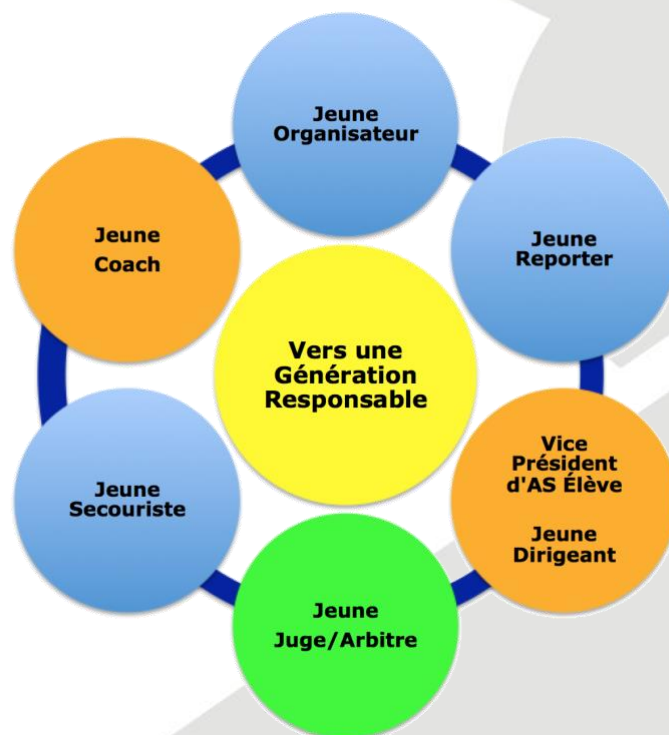 Jeune
Organisateur
Jeune
Reporter
Jeune
Coach
Vers une
Génération
Responsable
Vice
Président
d'AS Élève
Jeune
Dirigeant
Jeune
Secouriste
Jeune
Juge/Arbitre